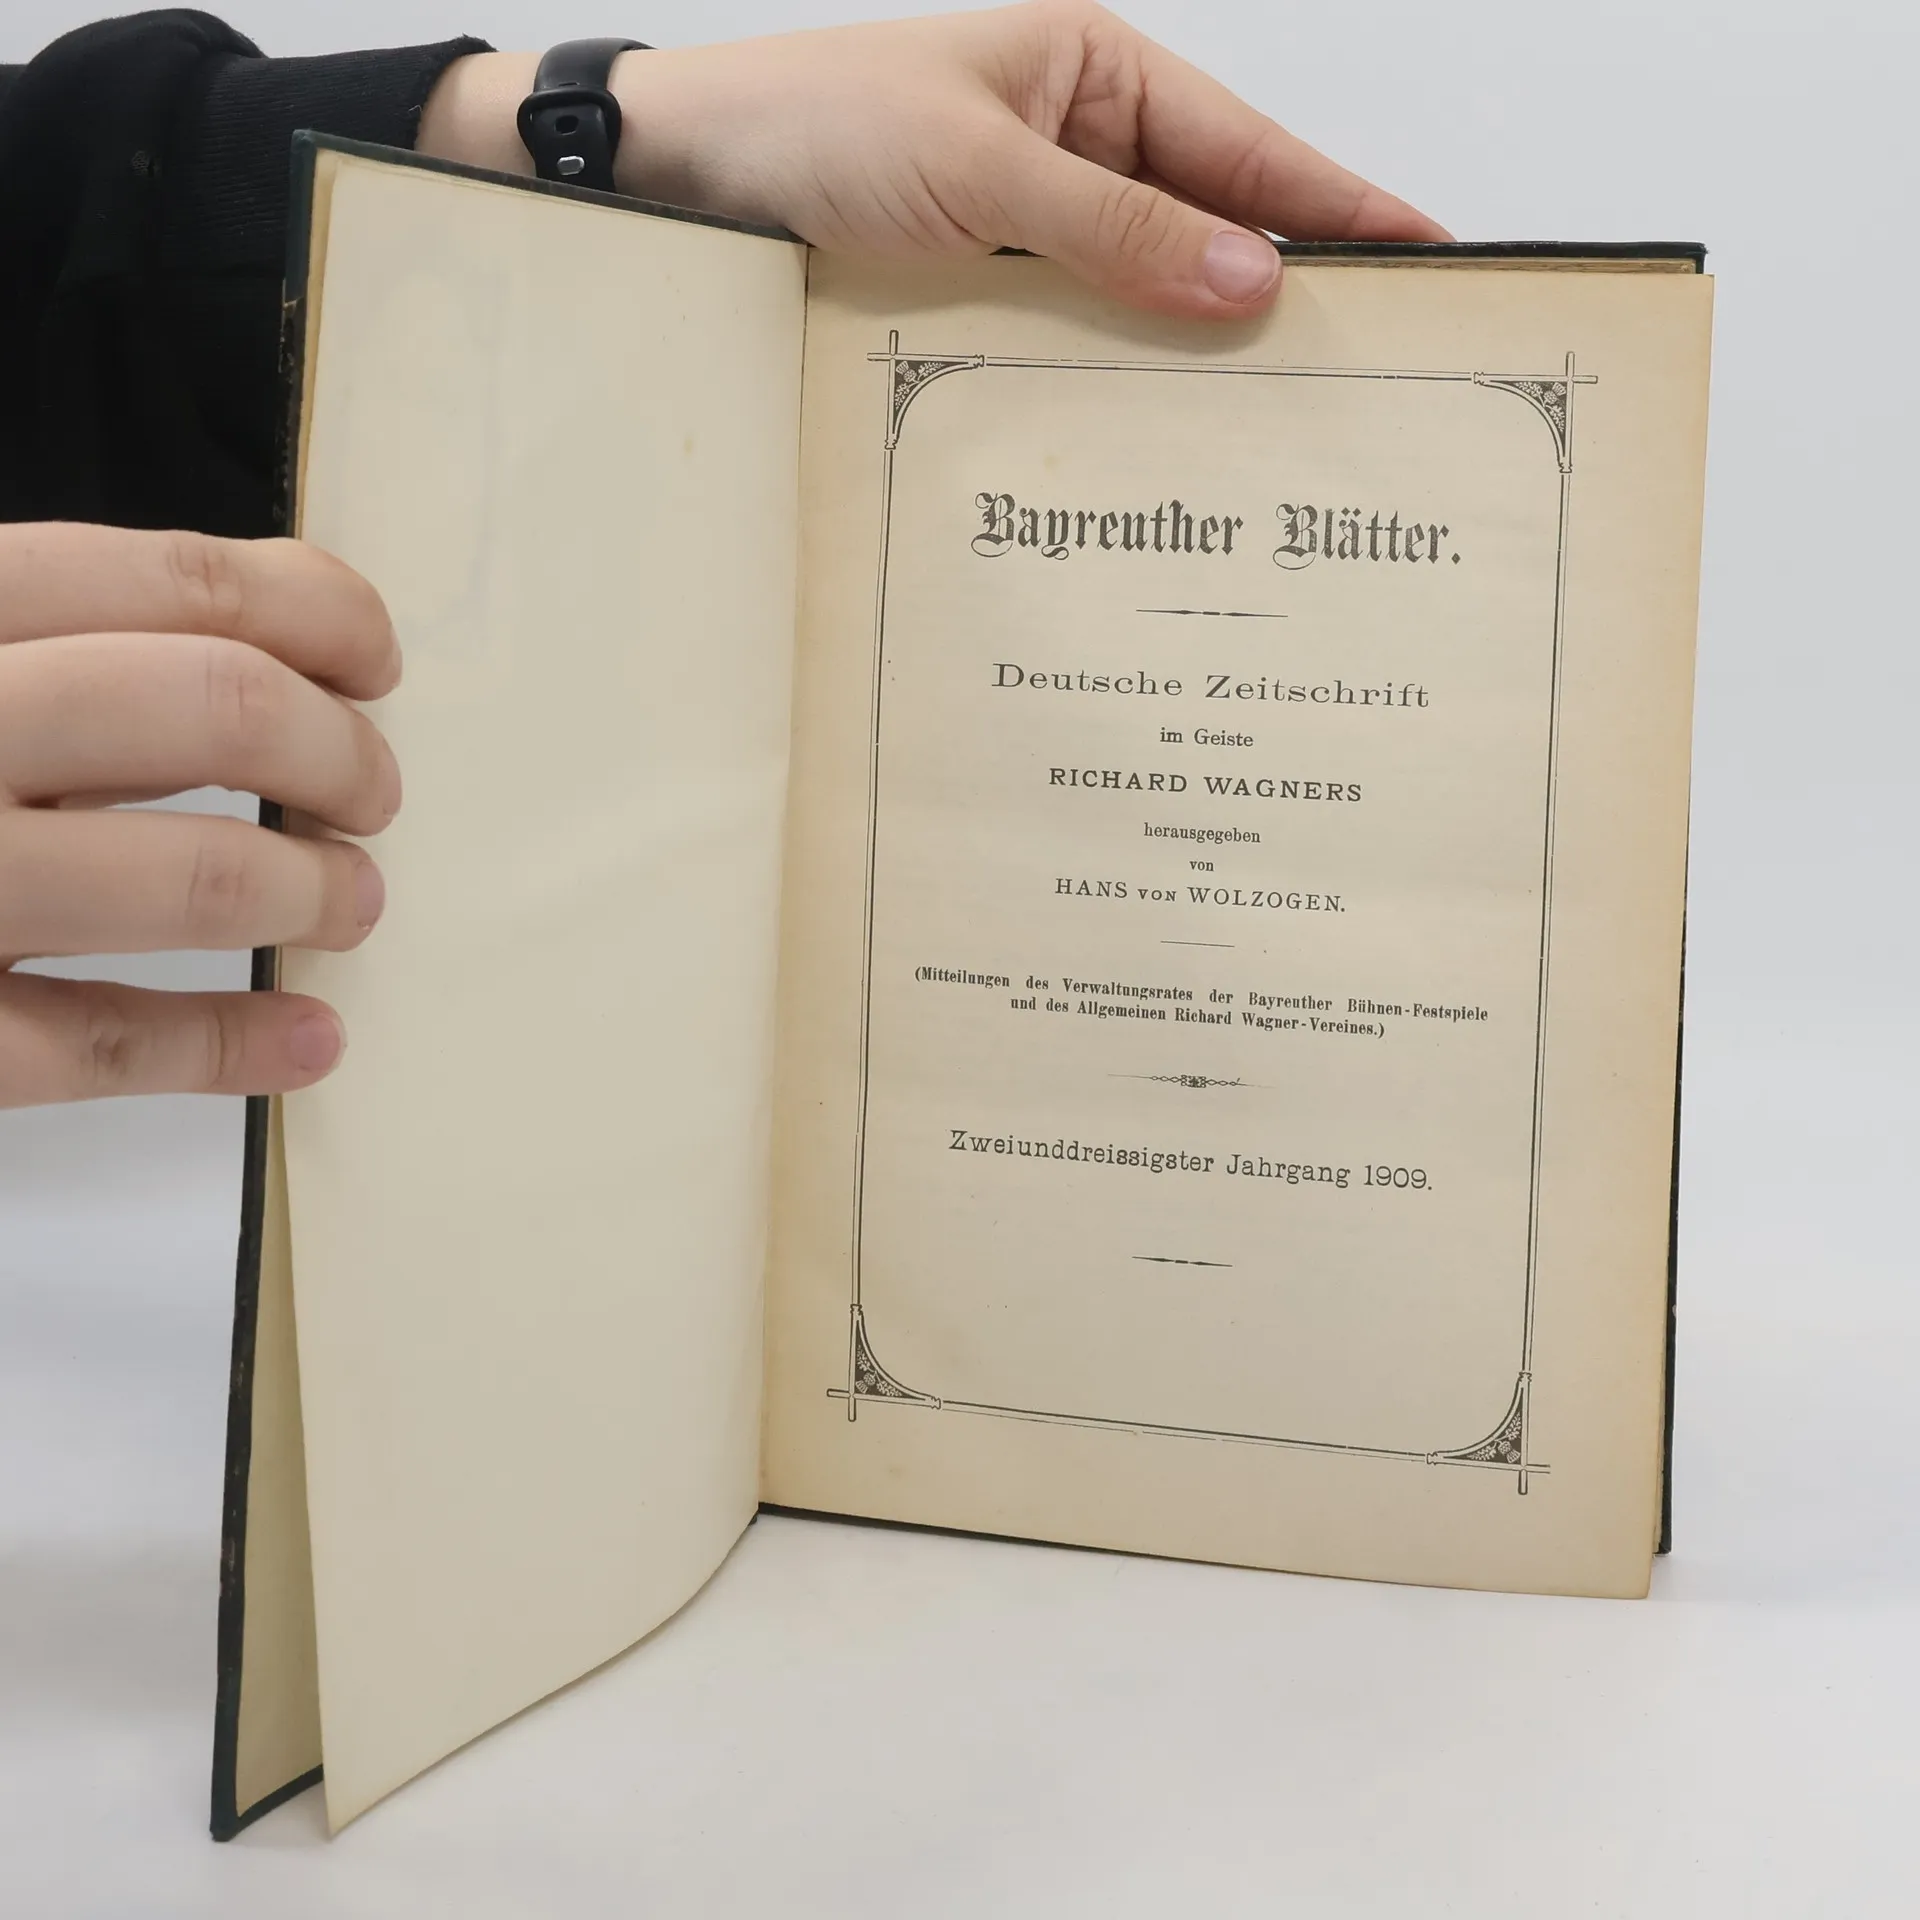 Bayreuther Blätter.
Deutsche Zeitschrift
im Geiste
RICHARD WAGNERS
herausgegeben
von
HANS von WOLZOGEN.
(Mitteilungen des Verwaltungsrates der Bayreuther Bühnen-Festspiele
und des Allgemeinen Richard Wagner-Vereines.)
Zweiunddreissigster Jahrgang 1909.